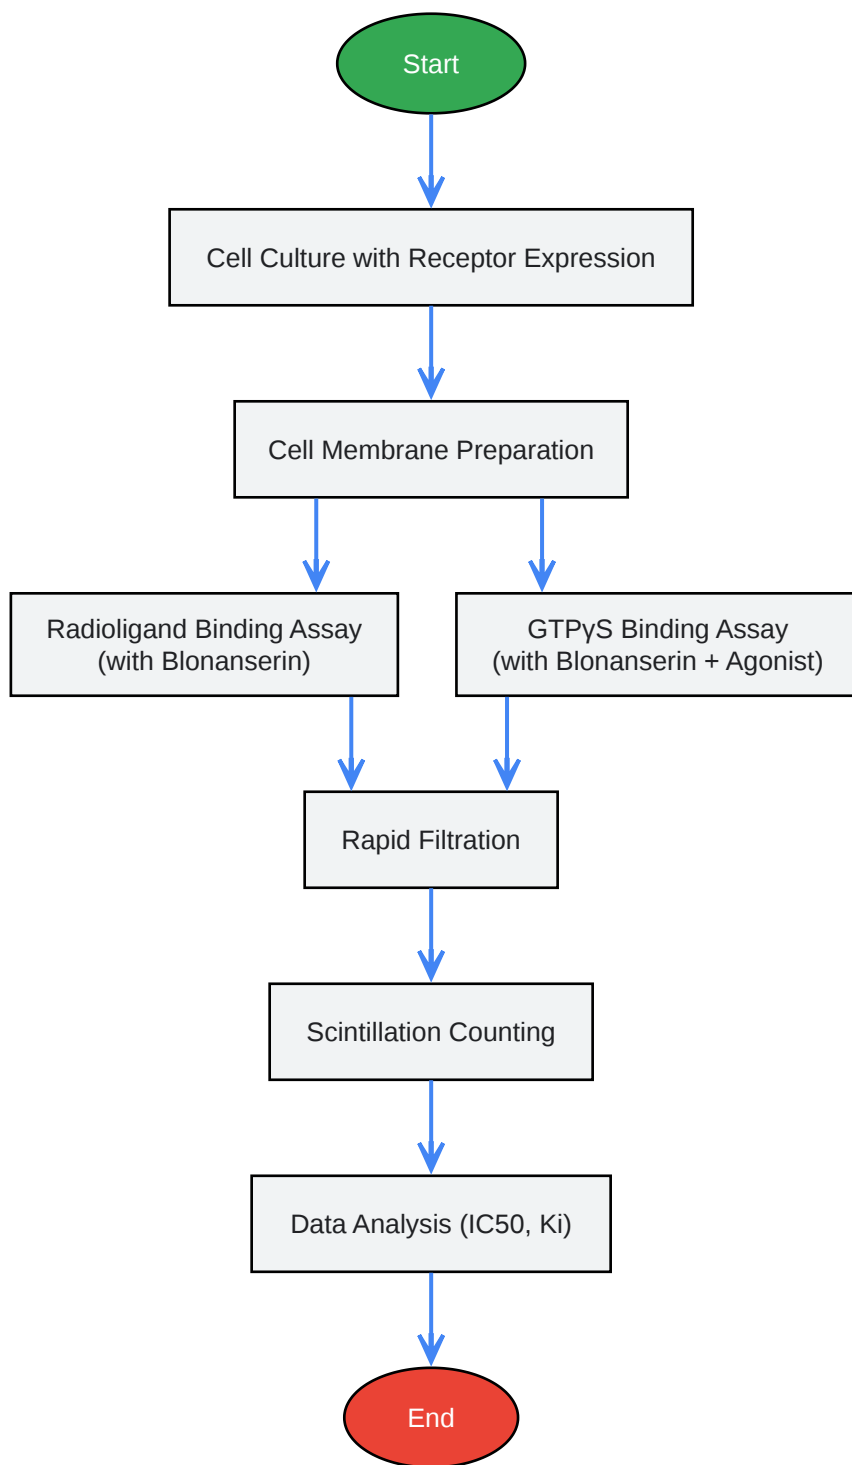 Start
Cell Culture with Receptor Expression
Cell Membrane Preparation
Radioligand Binding Assay
(with Blonanserin)
GTPγS Binding Assay
(with Blonanserin + Agonist)
Rapid Filtration
Scintillation Counting
Data Analysis (IC50, Ki)
End